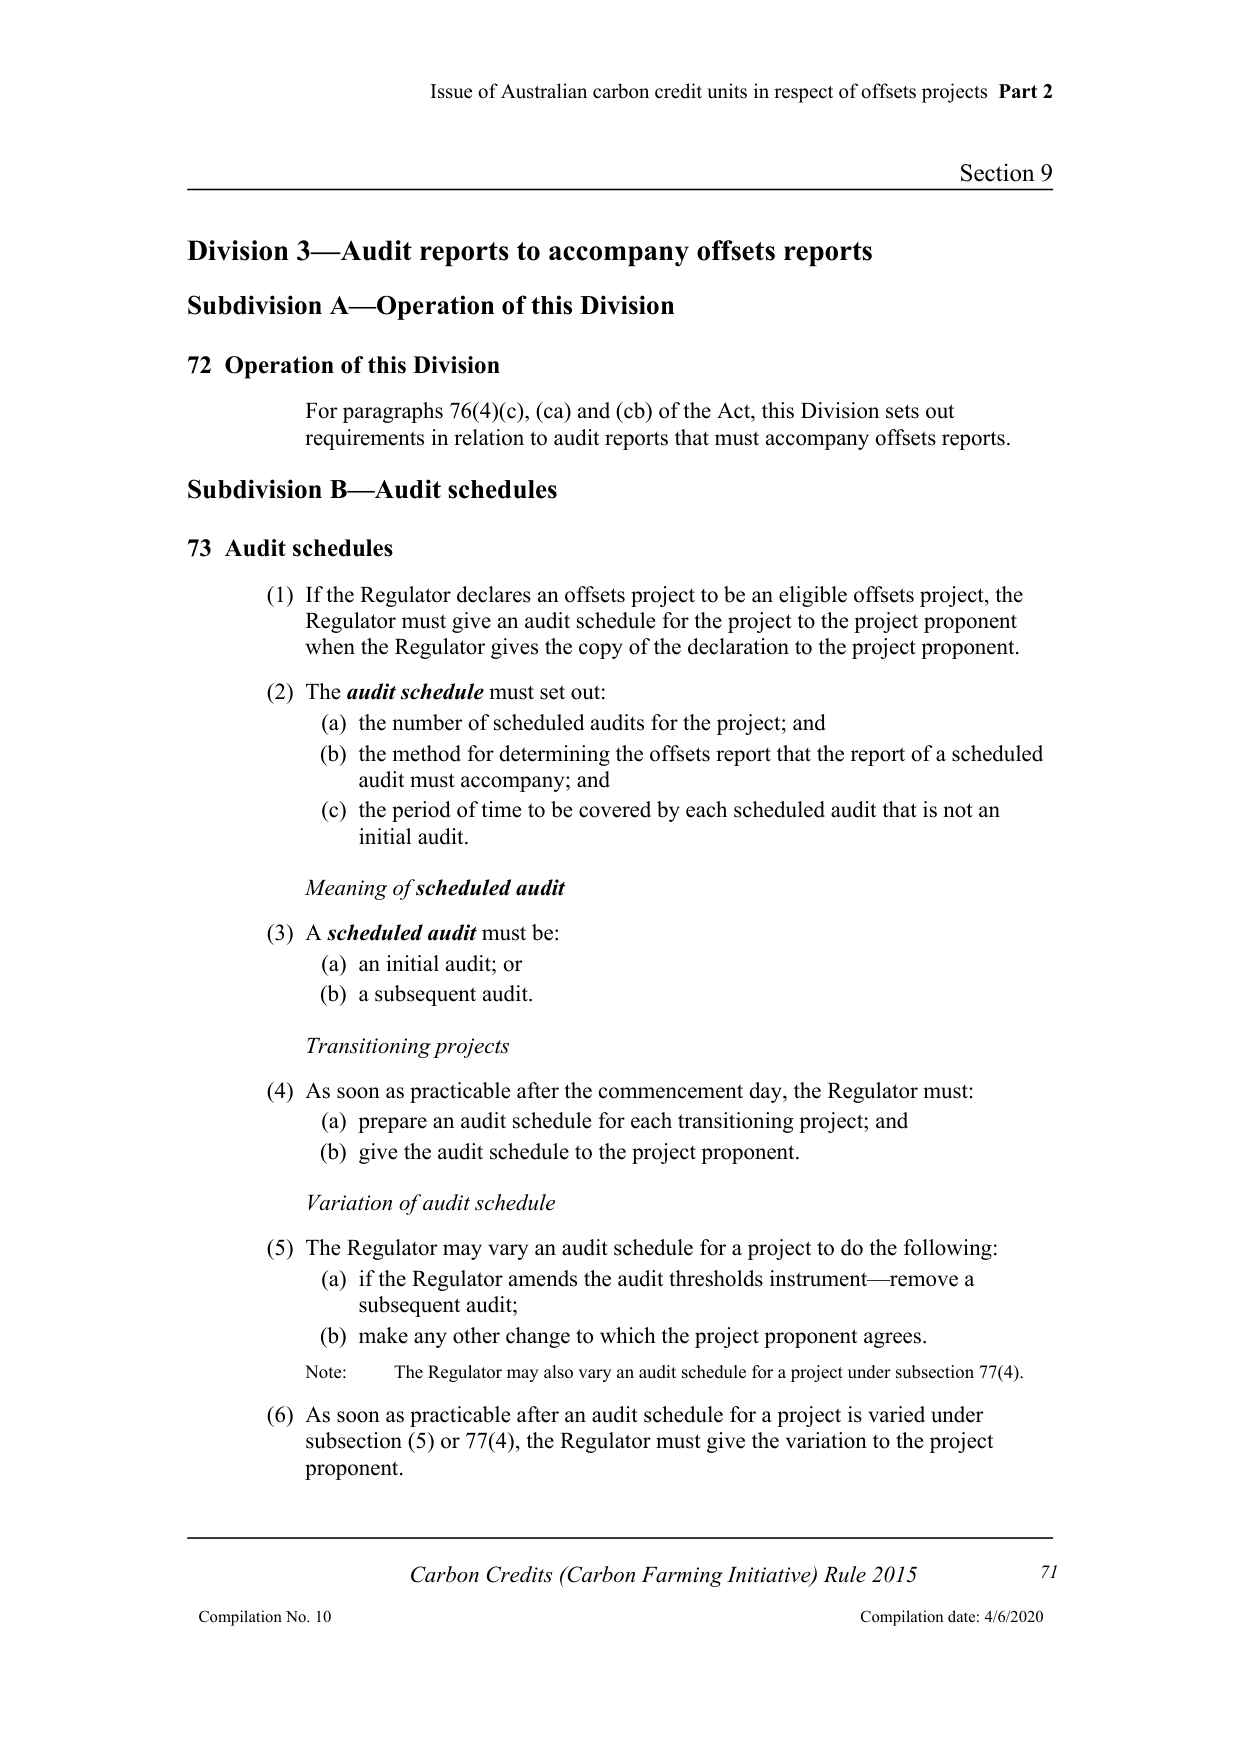 Issue of Australian carbon credit units in respect of offsets projects Part 2
Section 9
Division 3—Audit reports to accompany offsets reports
Subdivision A—Operation of this Division
72 Operation of this Division
For paragraphs 76(4)(c), (ca) and (cb) of the Act, this Division sets out
requirements in relation to audit reports that must accompany offsets reports.
Subdivision B—Audit schedules
73 Audit schedules
(1) If the Regulator declares an offsets project to be an eligible offsets project, the
Regulator must give an audit schedule for the project to the project proponent
when the Regulator gives the copy of the declaration to the project proponent.
(2) The audit schedule must set out:
(a) the number of scheduled audits for the project; and
(b) the method for determining the offsets report that the report of a scheduled
audit must accompany; and
(c) the period of time to be covered by each scheduled audit that is not an
initial audit.
Meaning of scheduled audit
(3) A scheduled audit must be:
(a) an initial audit; or
(b) a subsequent audit.
Transitioning projects
(4) As soon as practicable after the commencement day, the Regulator must:
(a) prepare an audit schedule for each transitioning project; and
(b) give the audit schedule to the project proponent.
Variation of audit schedule
(5) The Regulator may vary an audit schedule for a project to do the following:
(a) if the Regulator amends the audit thresholds instrument—remove a
subsequent audit;
(b) make any other change to which the project proponent agrees.
Note: The Regulator may also vary an audit schedule for a project under subsection 77(4).
(6) As soon as practicable after an audit schedule for a project is varied under
subsection (5) or 77(4), the Regulator must give the variation to the project
proponent.
Carbon Credits (Carbon Farming Initiative) Rule 2015 71
Compilation No. 10 Compilation date: 4/6/2020